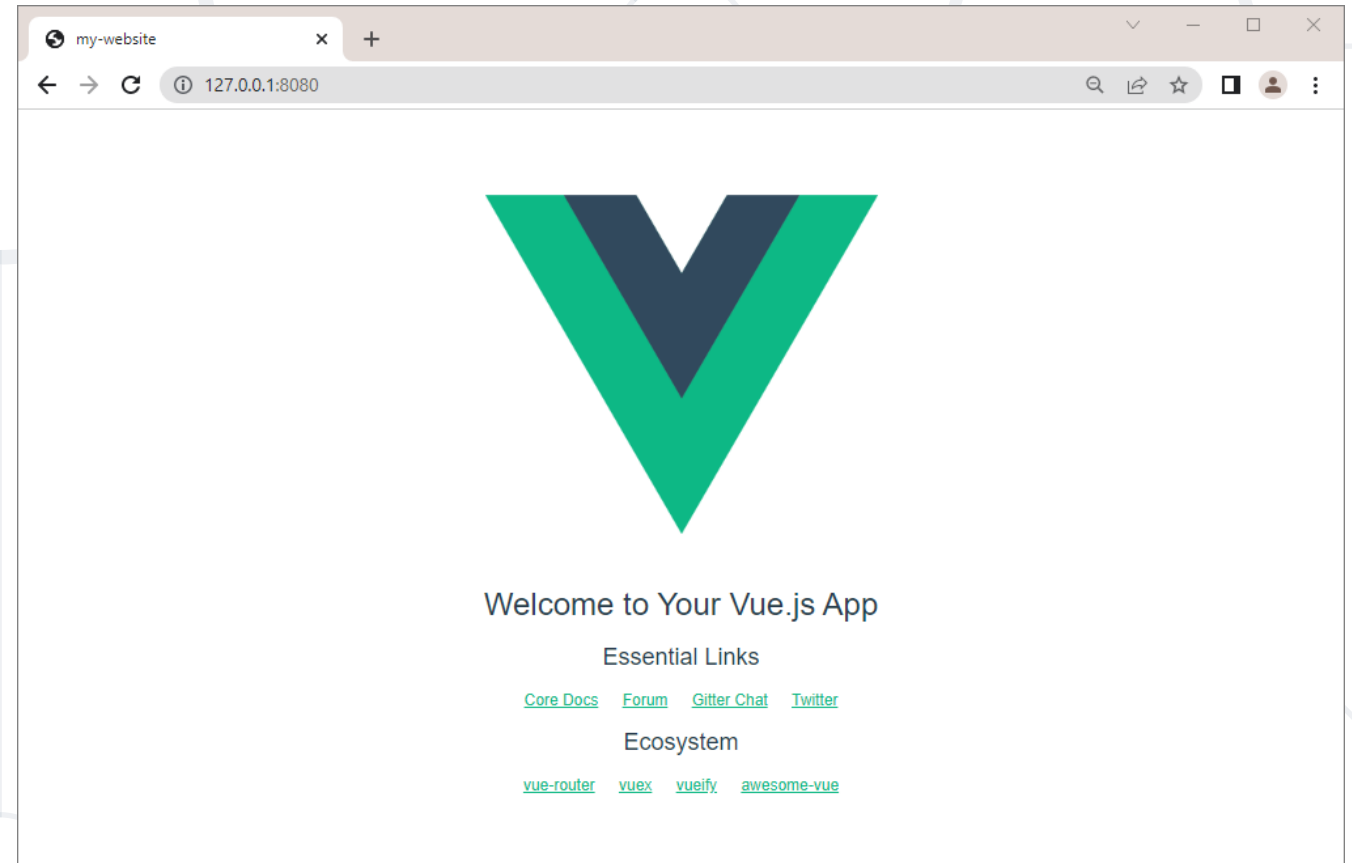 my-website
127.0.0.1:8080
Welcome to Your Vue.js App
Essential Links
Core Docs Forum Gitter Chat Twitter
Ecosystem
vue-router vuex vueify awesome-vue